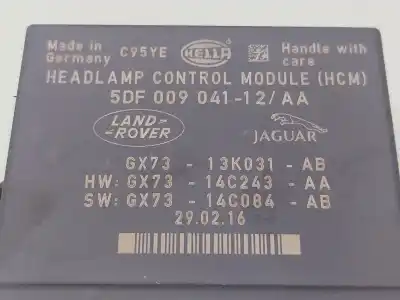 Made in Germany C95YE HELLA Handle with care
HEADLAMP CONTROL MODULE (HCM)
5DF 009 041-12/AA
LAND-ROVER JAGUAR
GX73 - 13K031 - AB
HW: GX73 - 14C243 - AA
SW: GX73 - 14C084 - AB
29.02.16